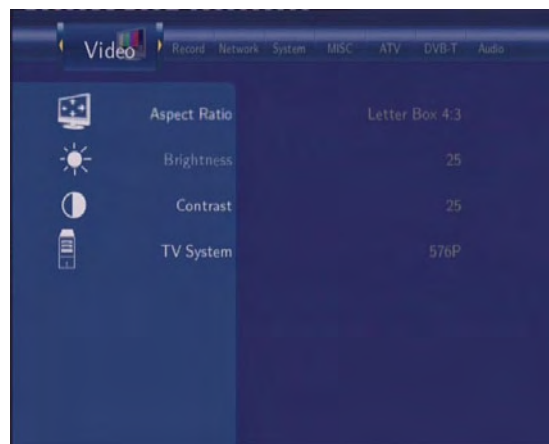 Video Record Network System MISC ATV DVB-T Audio
Aspect Ratio Letter Box 4:3
Brightness 25
Contrast 25
TV System 576P